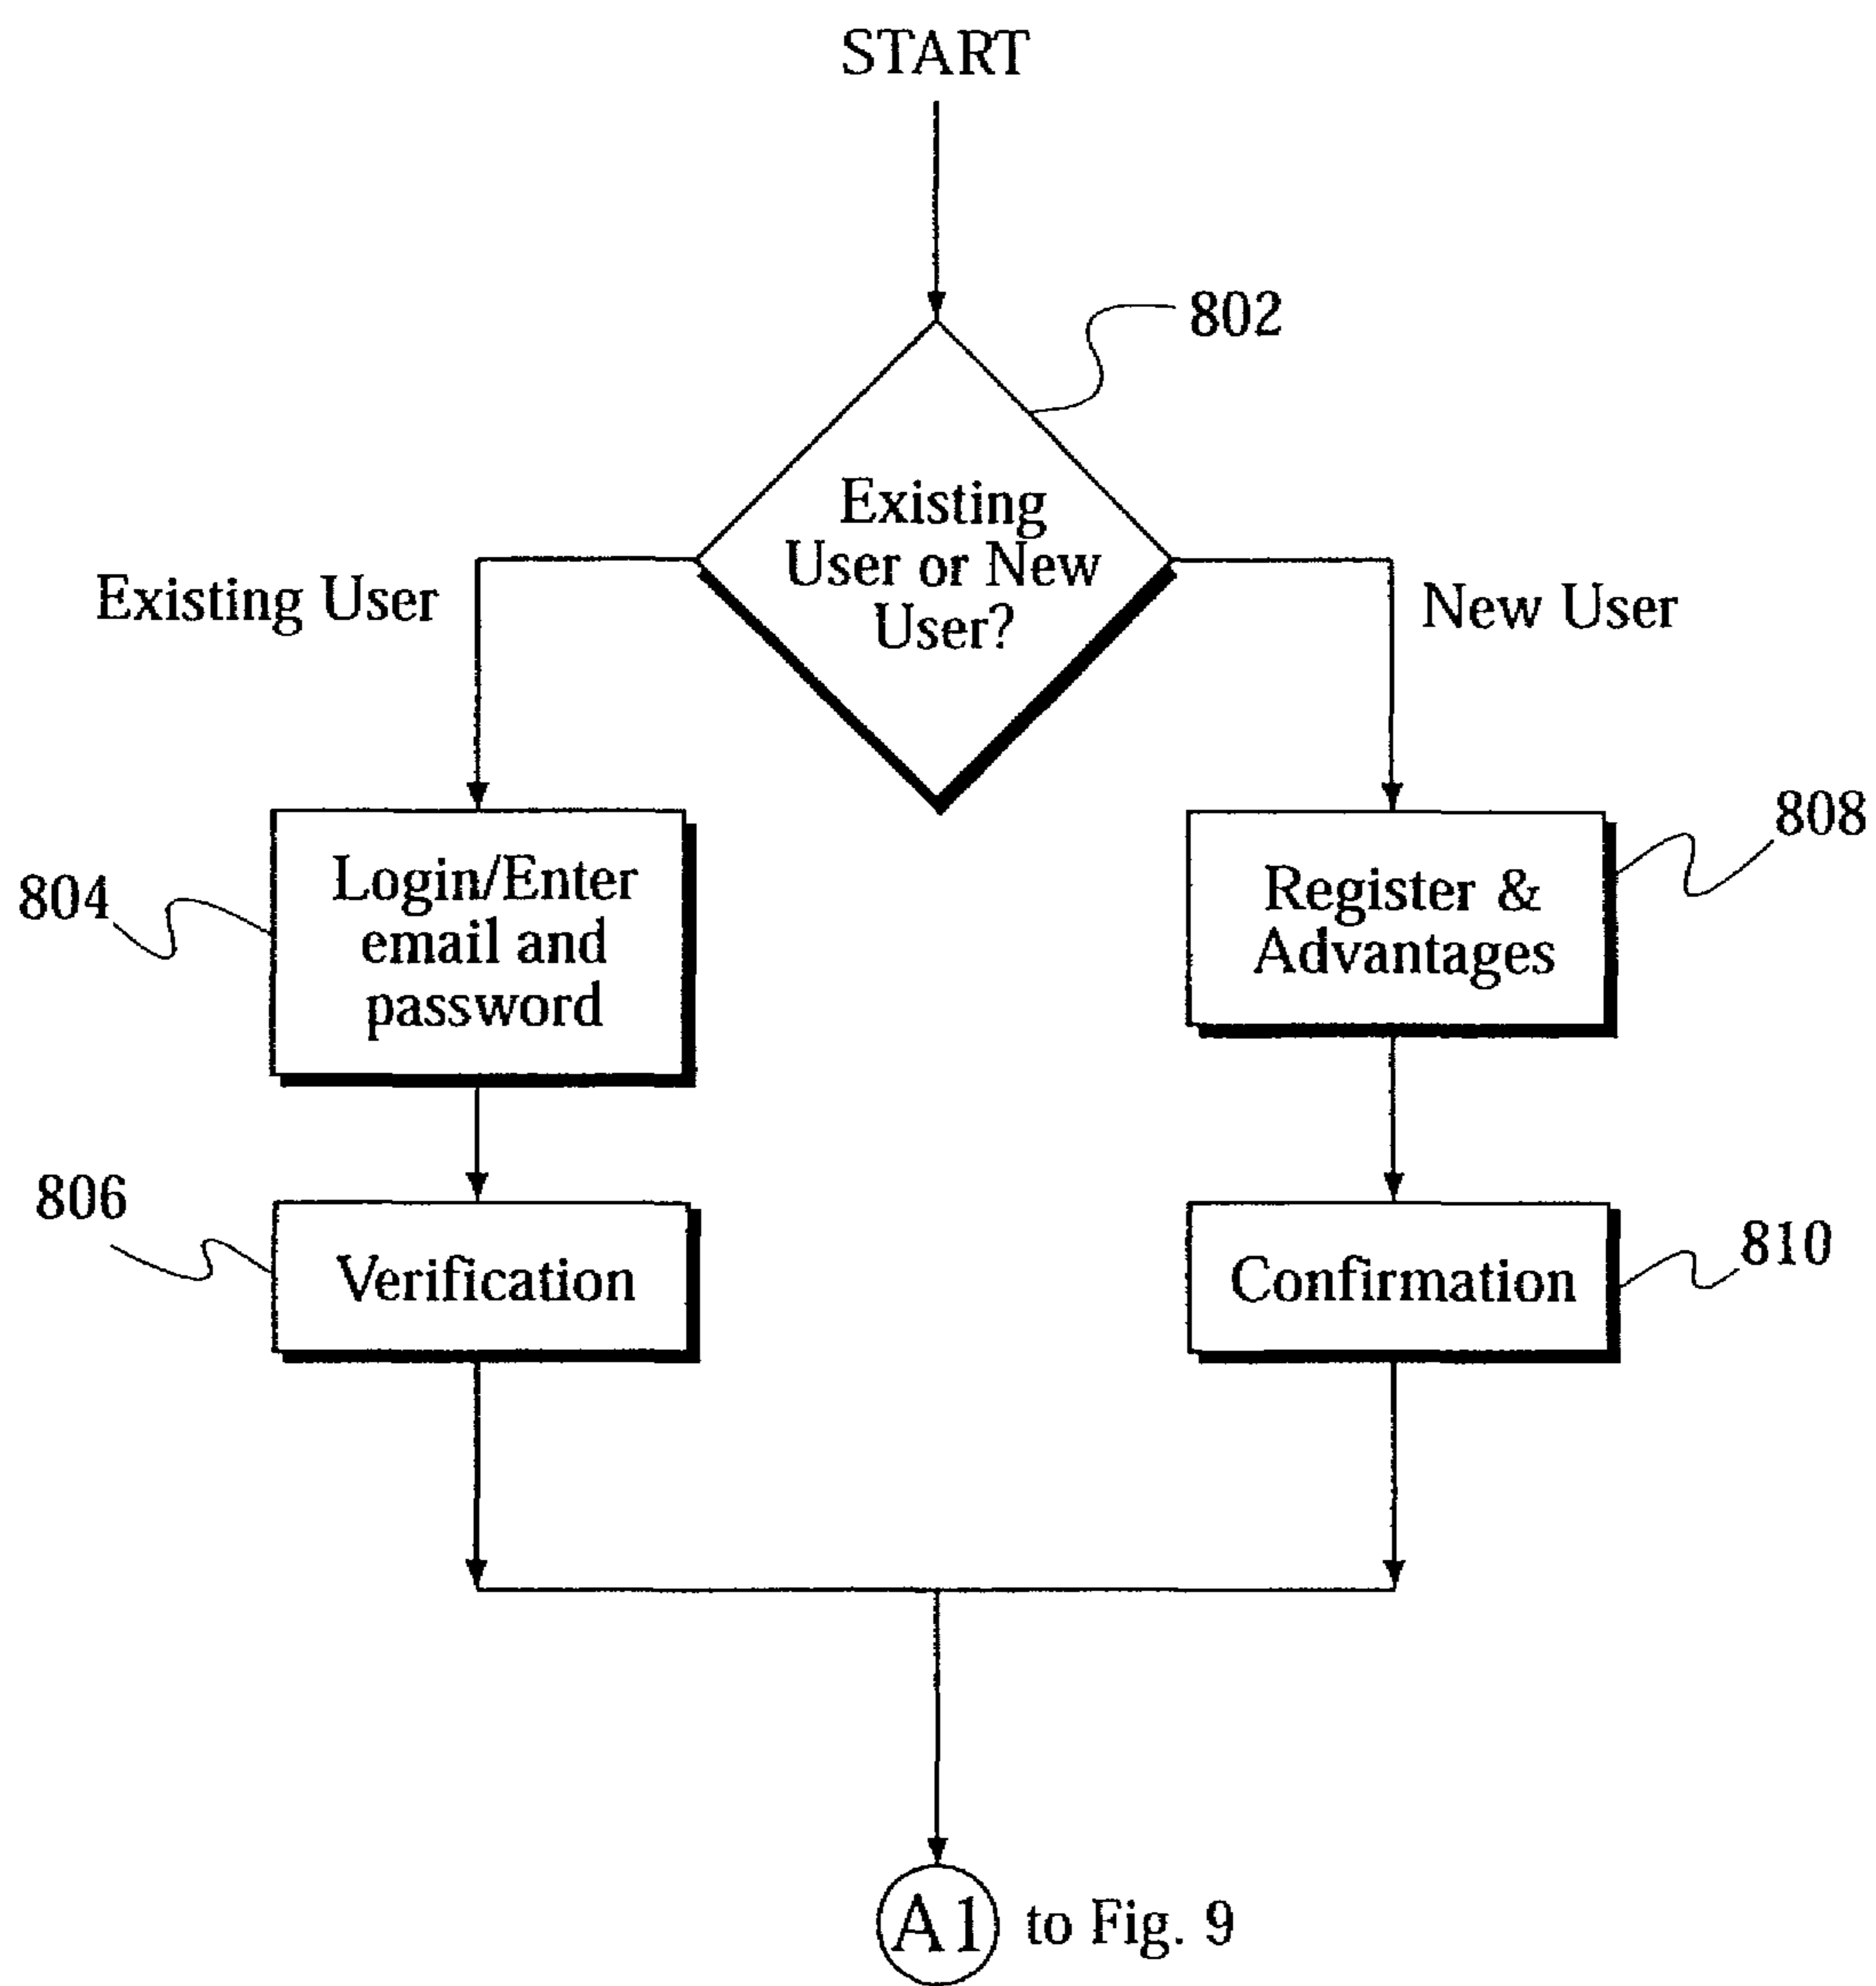 START
802
Existing
User or New
User?
Existing User
New User
804
Login/Enter
email and
password
808
Register &
Advantages
806
Verification
810
Confirmation
A1 to Fig. 9